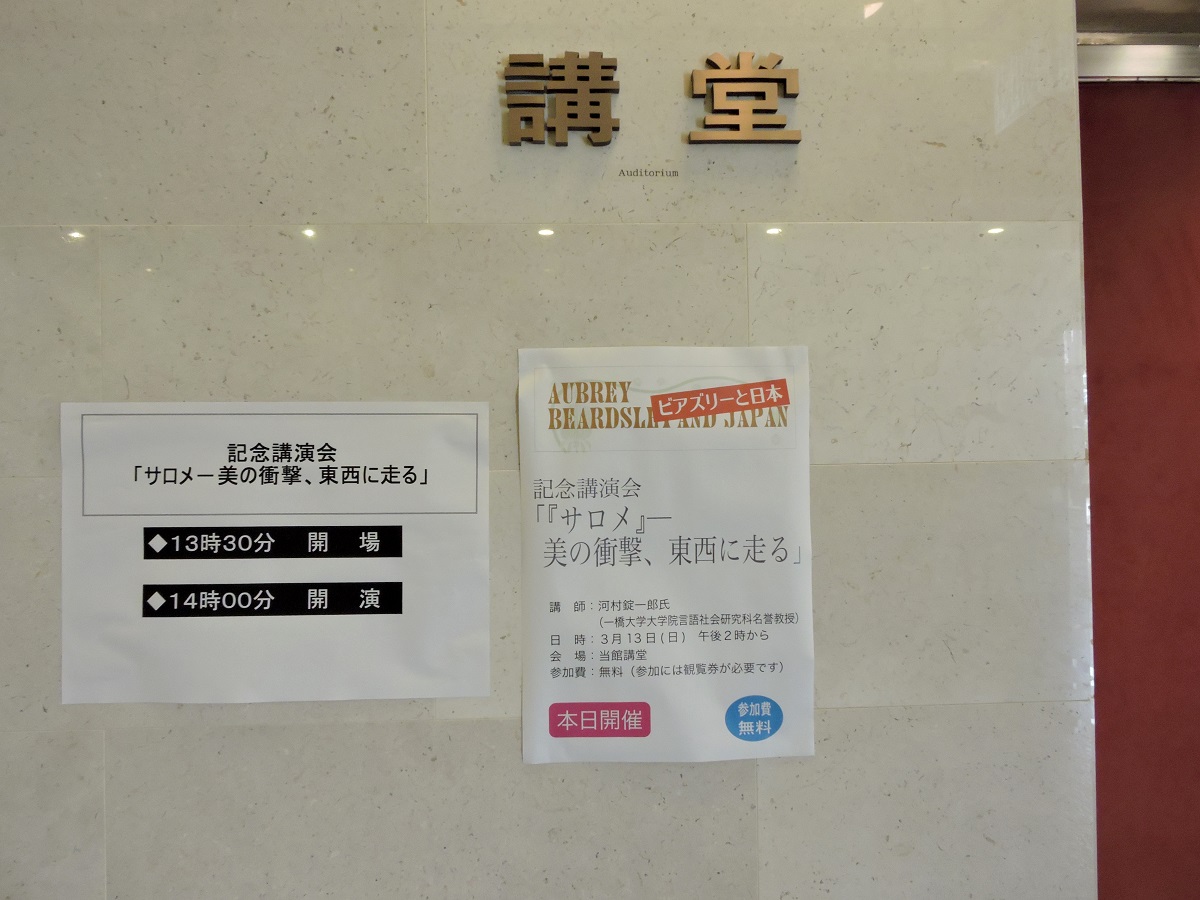 講堂
Auditorium
記念講演会
「サロメー美の衝撃、東西に走る」
◆13時30分 開 場
◆14時00分 開 演
AUBREY
BEARDSLEY AND JAPAN
ビアズリーと日本
記念講演会
「『サロメ』―
美の衝撃、東西に走る」
講 師：河村錠一郎氏
(一橋大学大学院言語社会研究科名誉教授)
日 時：3月13日(日) 午後2時から
会 場：当館講堂
参加費：無料（参加には観覧券が必要です）
本日開催
参加費
無料